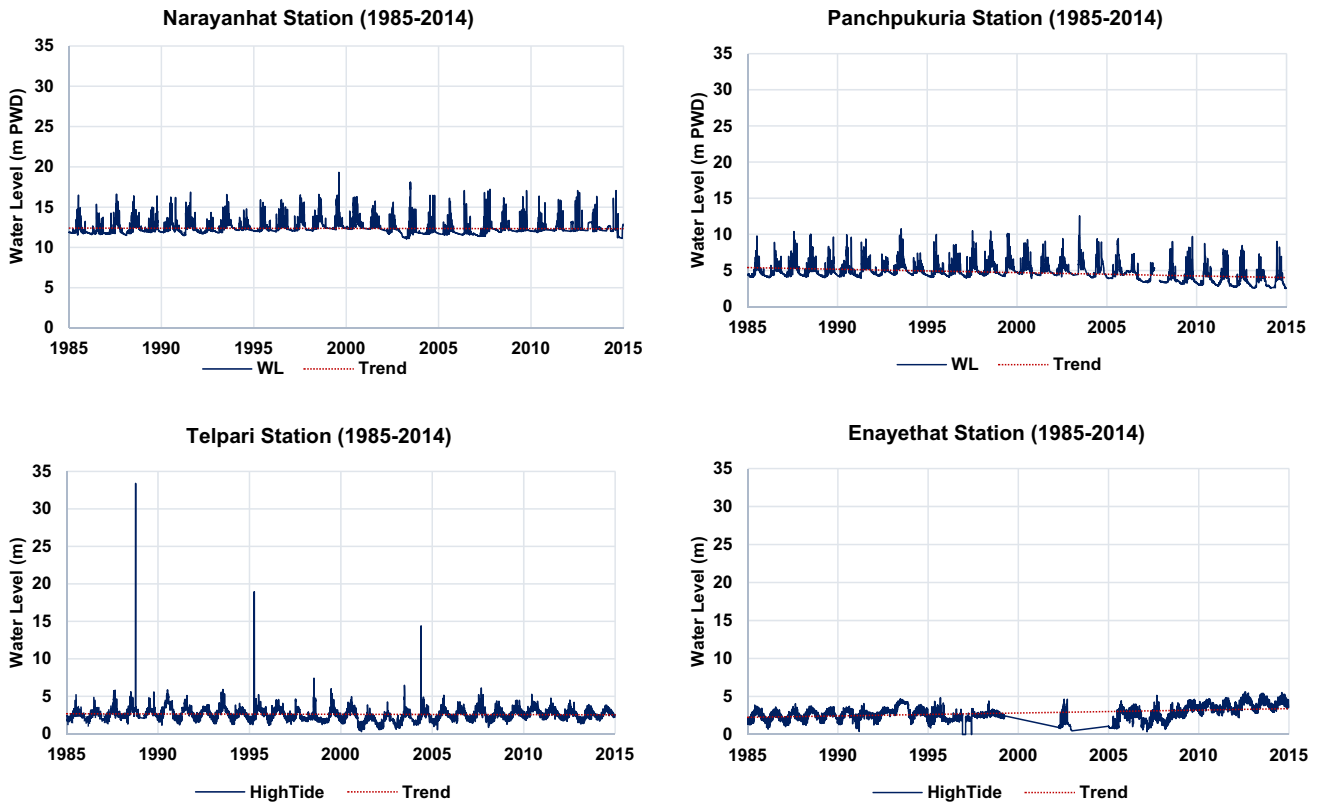 Narayanhat Station (1985-2014)
Water Level (m PWD)
35
30
25
20
15
10
5
0
1985 1990 1995 2000 2005 2010 2015
WL Trend
Panchpukuria Station (1985-2014)
Water Level (m PWD)
35
30
25
20
15
10
5
0
1985 1990 1995 2000 2005 2010 2015
WL Trend
Telpari Station (1985-2014)
Water Level (m)
35
30
25
20
15
10
5
0
1985 1990 1995 2000 2005 2010 2015
HighTide Trend
Enayethat Station (1985-2014)
Water Level (m)
35
30
25
20
15
10
5
0
1985 1990 1995 2000 2005 2010 2015
HighTide Trend